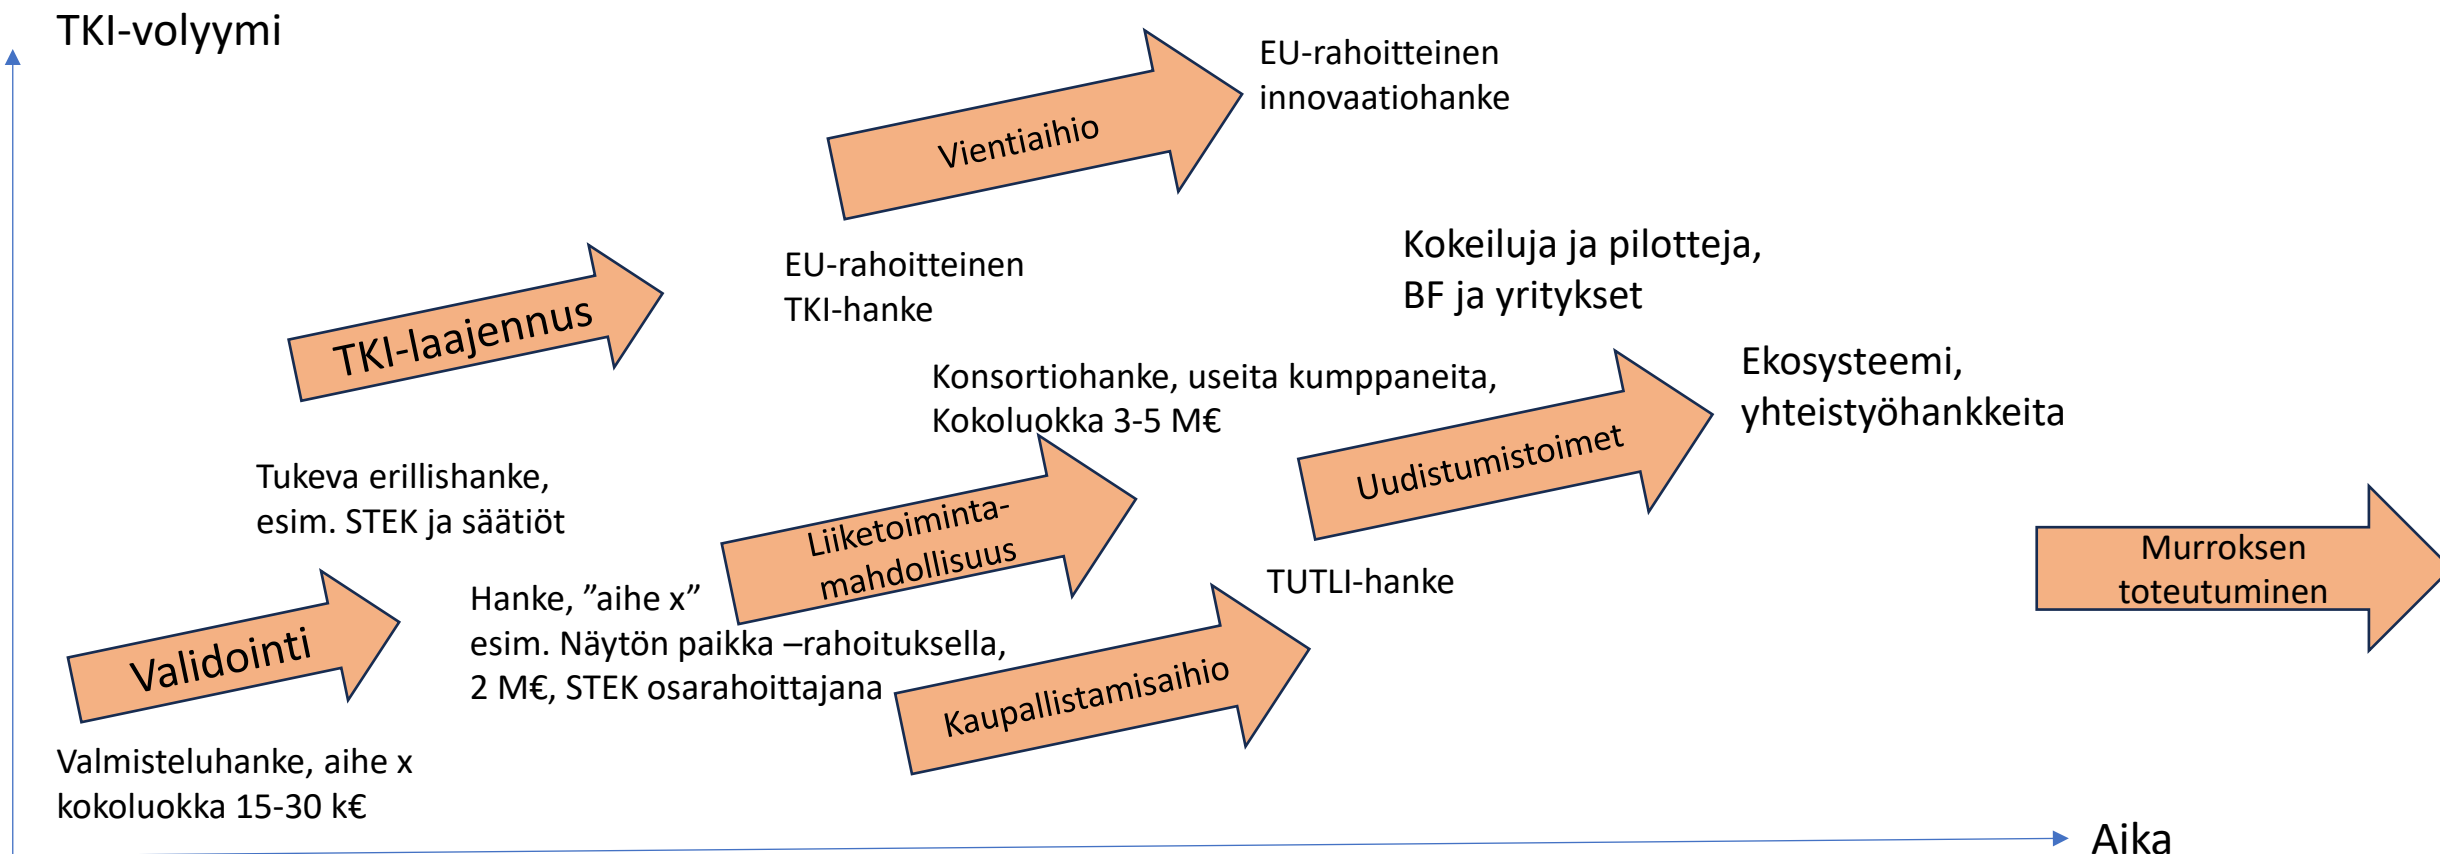 TKI-volyymi
EU-rahoitteinen
innovaatiohanke
Vientiaihio
EU-rahoitteinen
TKI-hanke
Kokeiluja ja pilotteja,
BF ja yritykset
TKI-laajennus
Konsortiohanke, useita kumppaneita,
Kokoluokka 3-5 M€
Ekosysteemi,
yhteistyöhankkeita
Uudistumistoimet
Tukeva erillishanke,
esim. STEK ja säätiöt
Liiketoiminta-
mahdollisuus
Murroksen
toteutuminen
TUTLI-hanke
Hanke, ”aihe x”
esim. Näytön paikka –rahoituksella,
2 M€, STEK osarahoittajana
Validointi
Kaupallistamisaihio
Valmisteluhanke, aihe x
kokoluokka 15-30 k€
Aika